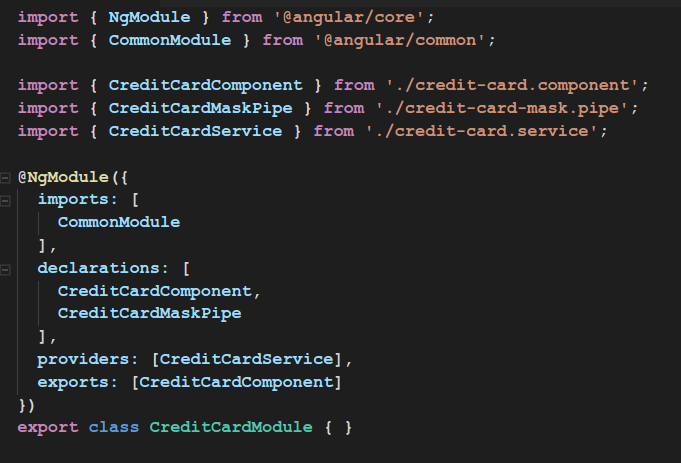 import { NgModule } from '@angular/core';
import { CommonModule } from '@angular/common';
import { CreditCardComponent } from './credit-card.component';
import { CreditCardMaskPipe } from './credit-card-mask.pipe';
import { CreditCardService } from './credit-card.service';
@NgModule({
imports: [
CommonModule
],
declarations: [
CreditCardComponent,
CreditCardMaskPipe
],
providers: [CreditCardService],
exports: [CreditCardComponent]
})
export class CreditCardModule { }